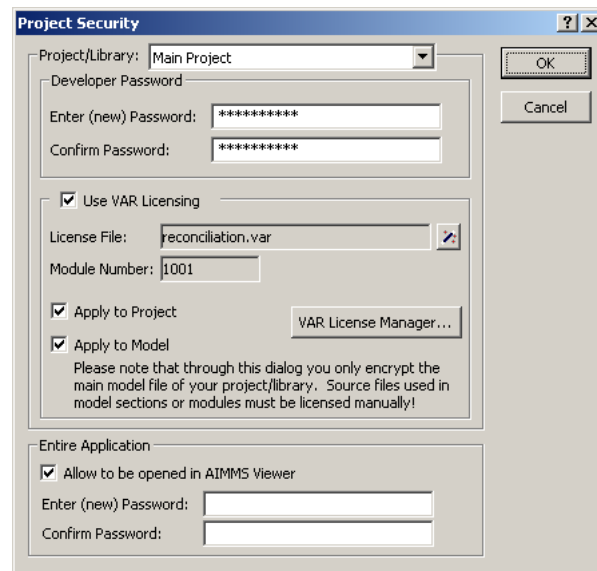 Project Security
Project/Library: Main Project
OK
Developer Password
Enter (new) Password: **********
Cancel
Confirm Password: **********
Use VAR Licensing
License File: reconciliation.var
Module Number: 1001
Apply to Project
VAR License Manager...
Apply to Model
Please note that through this dialog you only encrypt the
main model file of your project/library. Source files used in
model sections or modules must be licensed manually!
Entire Application
Allow to be opened in AIMMS Viewer
Enter (new) Password:
Confirm Password: